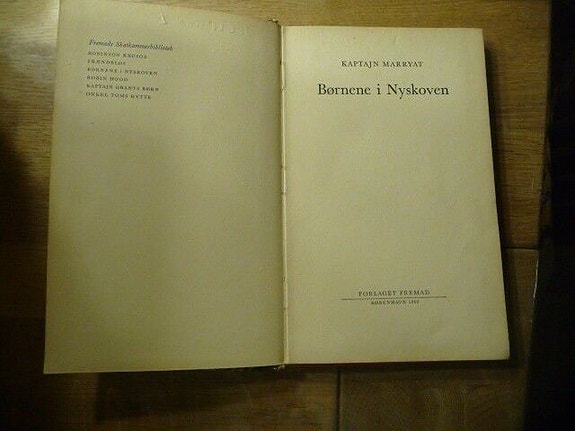 Fremads Skatkammerbibliotek
ROBINSON KRUSOE
FRÆNDELØS
BØRNENE I NYSKOVEN
ROBIN HOOD
KAPTAJN GRANTS BØRN
ONKEL TOMS HYTTE
KAPTAJN MARRYAT
Børnene i Nyskoven
FORLAGET FREMAD
KØBENHAVN